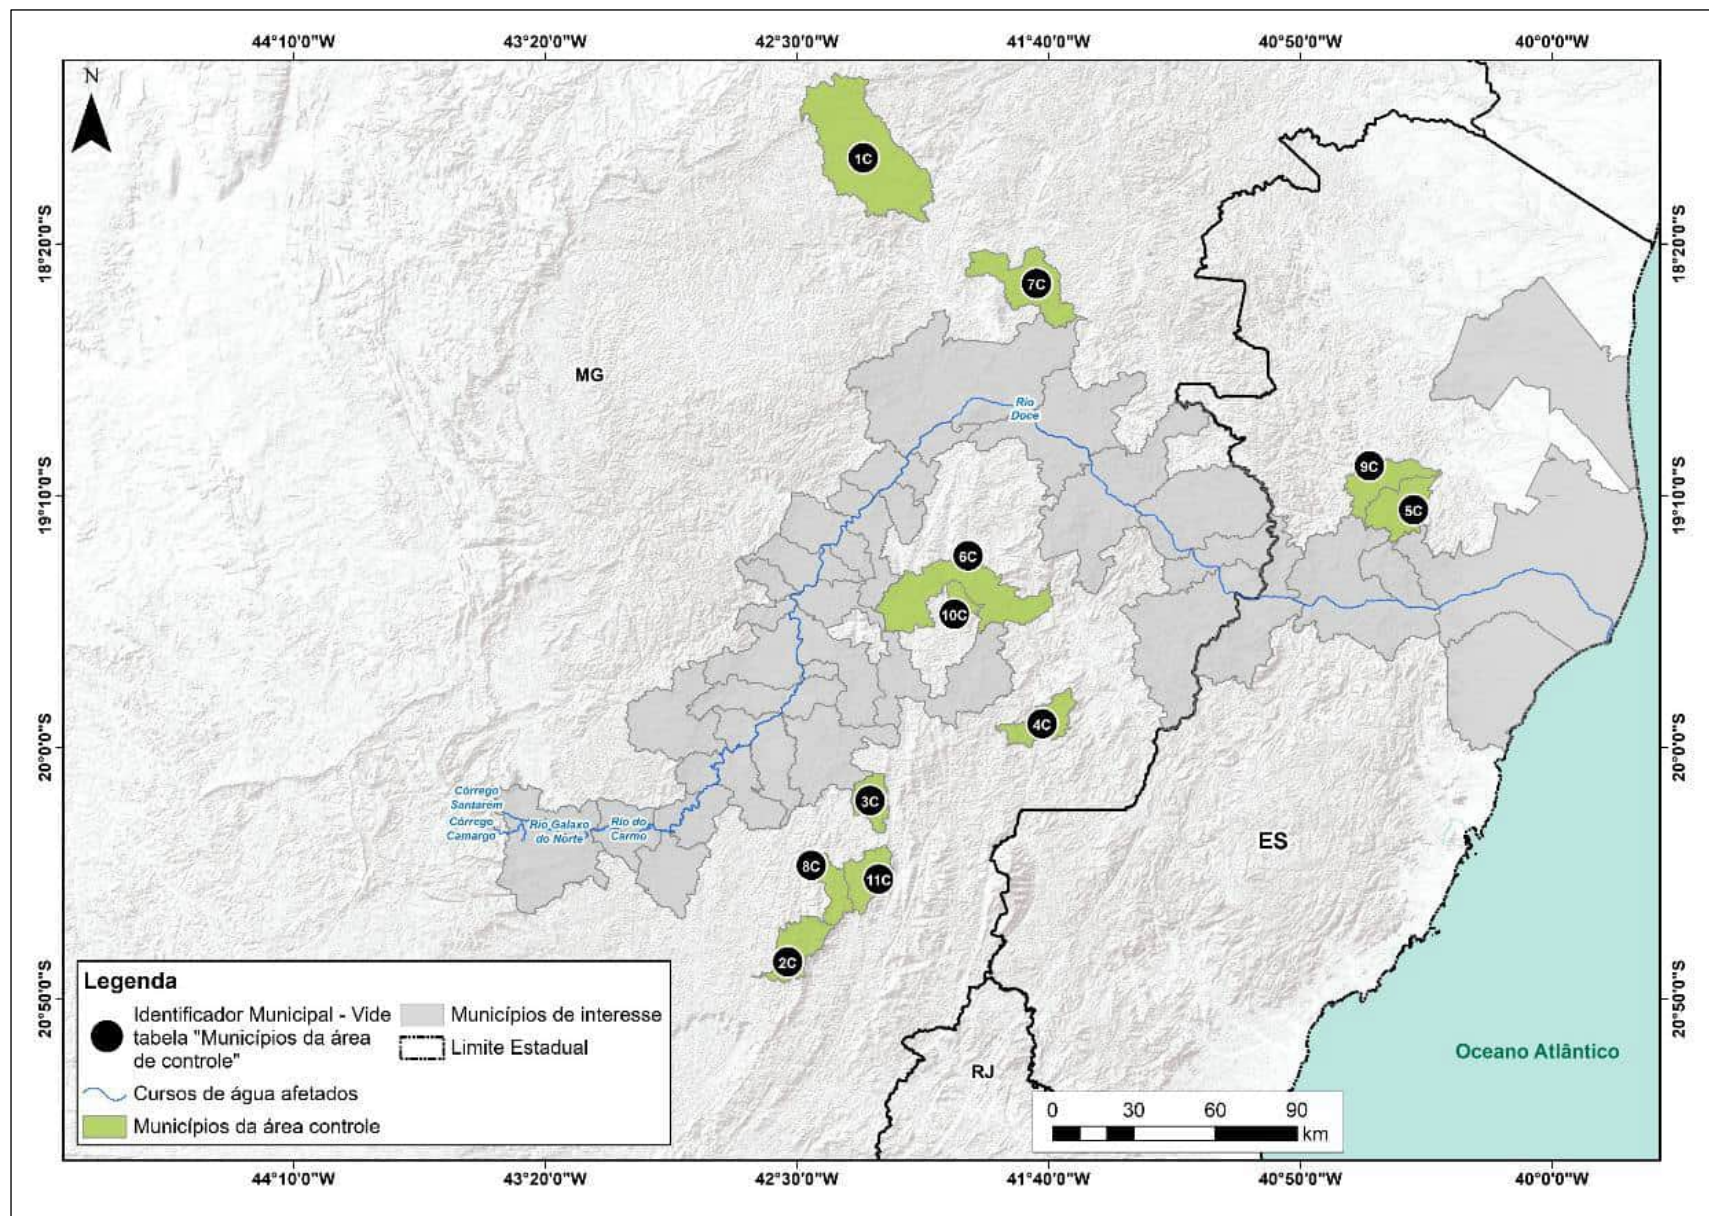 44°10'0"W 43°20'0"W 42°30'0"W 41°40'0"W 40°50'0"W 40°0'0"W
N
1C
18°20'0"S 18°20'0"S
7C
MG
Rio
Doce
9C
19°10'0"S 19°10'0"S
5C
6C
10C
4C
20°0'0"S 20°0'0"S
Córrego
Santarém
3C
Córrego
Camargo
Rio Galaxo
do Norte
Rio do
Carmo
ES
8C
11C
2C
20°50'0"S 20°50'0"S
Legenda
Identificador Municipal - Vide
tabela "Municípios da área
de controle"
Cursos de água afetados
Municípios da área controle
Municípios de interesse
Limite Estadual
RJ
Oceano Atlântico
0 30 60 90
km
44°10'0"W 43°20'0"W 42°30'0"W 41°40'0"W 40°50'0"W 40°0'0"W